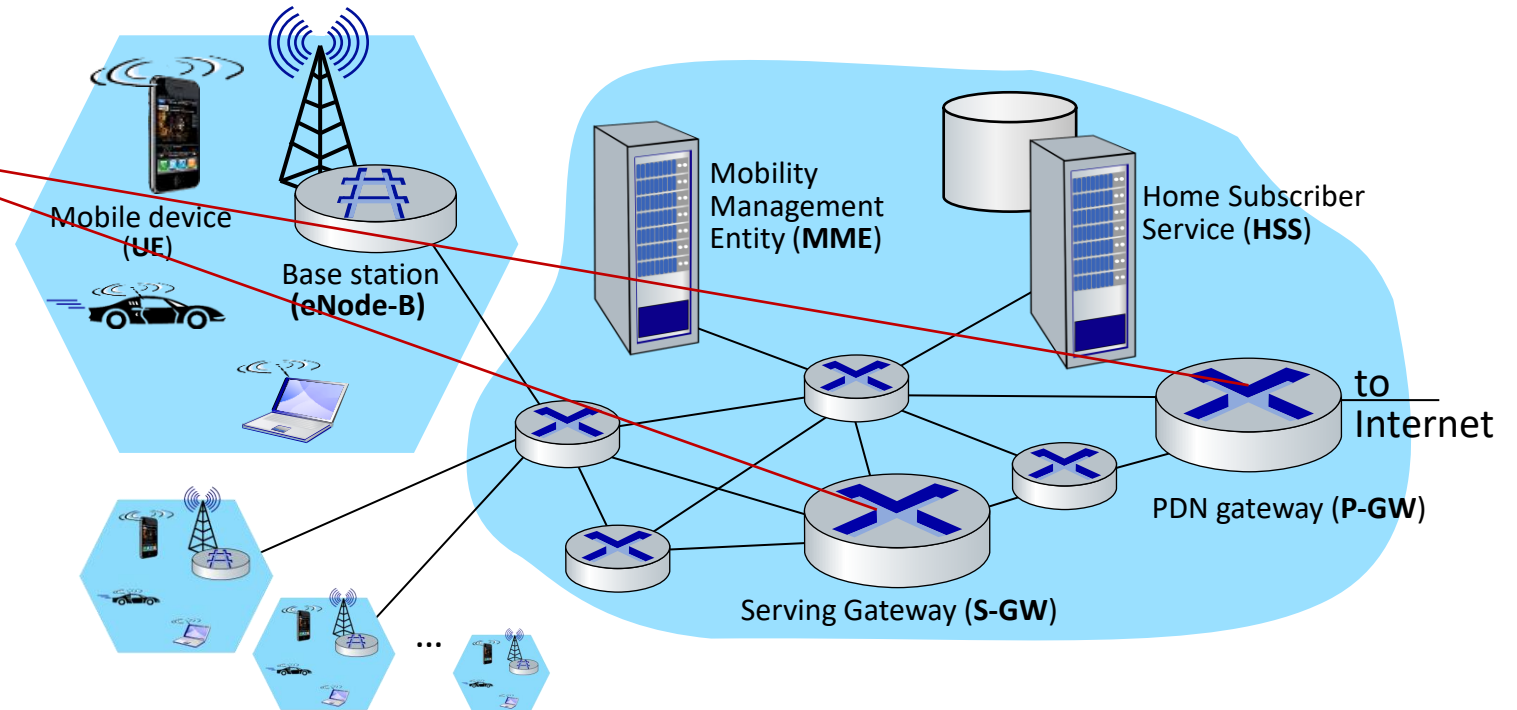 Mobile device
(UE)
Base station
(eNode-B)
Mobility
Management
Entity (MME)
Home Subscriber
Service (HSS)
to
Internet
PDN gateway (P-GW)
Serving Gateway (S-GW)
...